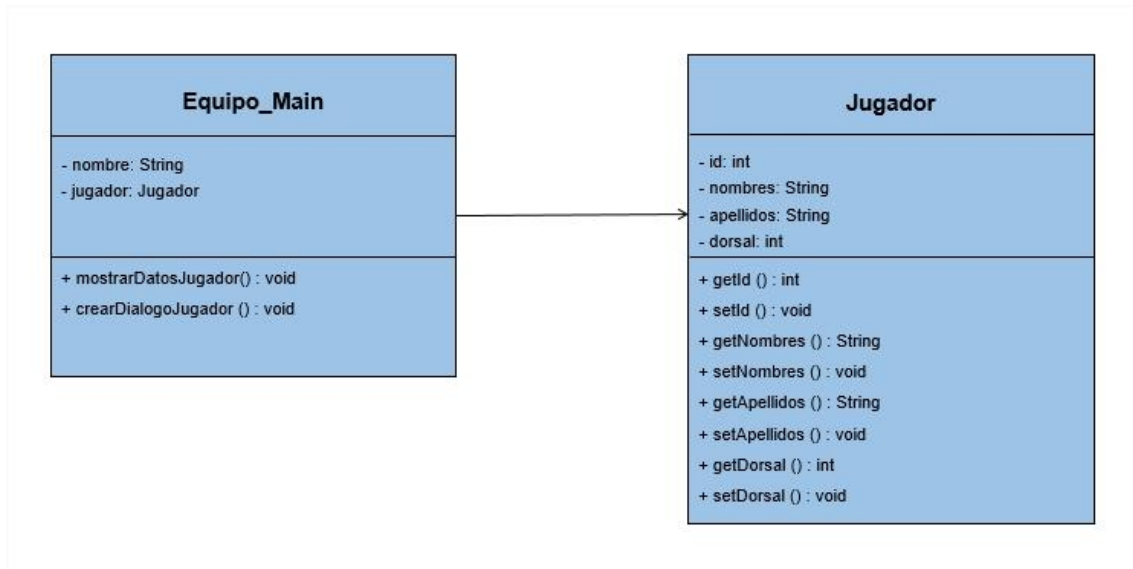 Equipo_Main
- nombre: String
- jugador: Jugador
+ mostrarDatosJugador() : void
+ crearDialogoJugador () : void
Jugador
- id: int
- nombres: String
- apellidos: String
- dorsal: int
+ getId () : int
+ setId () : void
+ getNombres () : String
+ setNombres () : void
+ getApellidos () : String
+ setApellidos () : void
+ getDorsal () : int
+ setDorsal () : void